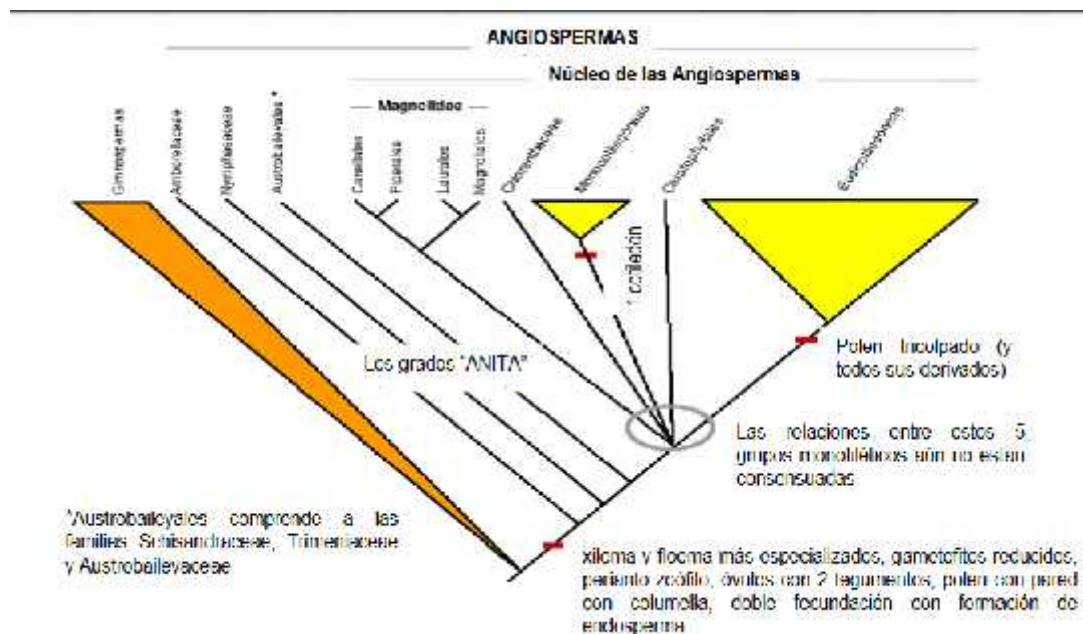 ANGIOSPERMAS
Núcleo de las Angiospermas
Magnoliidae
Gimnospermas
Amborellaceae
Nymphaeaceae
Austrobaileyales *
Canellales
Piperales
Laurales
Magnoliales
Chloranthaceae
Monocotiledóneas
Ceratophyllales
Eudicotiledóneas
1 cotiledón
Los grados "ANITA"
Polen tricolpado (y
todos sus derivados)
Las relaciones entre estos 5
grupos monofiléticos aún no estan
consensuadas
*Austrobaileyales comprende a las
familias Schisandraceae, Trimeniaceae
y Austrobaileyaceae
xilema y floema más especializados, gametofitos reducidos,
perianto zoófilo, óvulos con 2 tegumentos, polen con pared
con columella, doble fecundación con formación de
endosperma